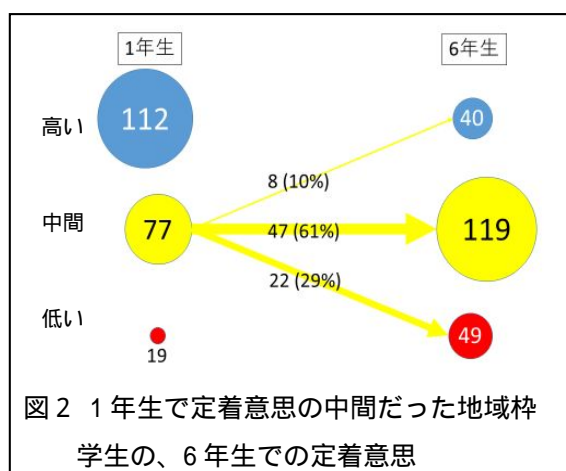 1年生 6年生
高い 112 40
8 (10%)
中間 77 47 (61%) 119
22 (29%)
低い 19 49
図2 1年生で定着意思の中間だった地域枠
学生の、6年生での定着意思